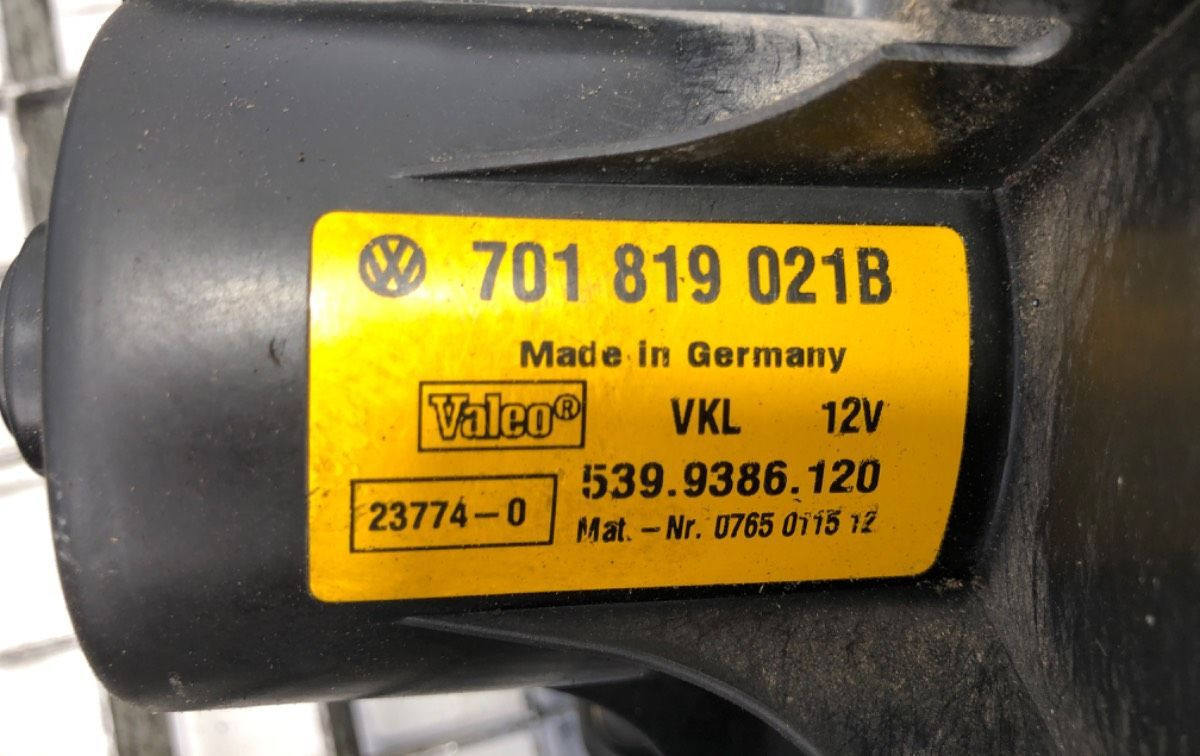 VW 701 819 021B
Made in Germany
Valeo® VKL 12V
539.9386.120
23774-0
Mat.-Nr. 0765 0115 12